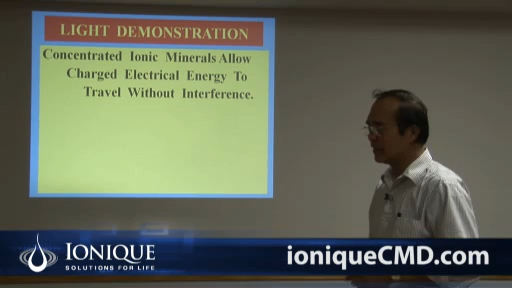 LIGHT DEMONSTRATION
Concentrated Ionic Minerals Allow
Charged Electrical Energy To
Travel Without Interference.
IONIQUE
SOLUTIONS FOR LIFE
ioniqueCMD.com